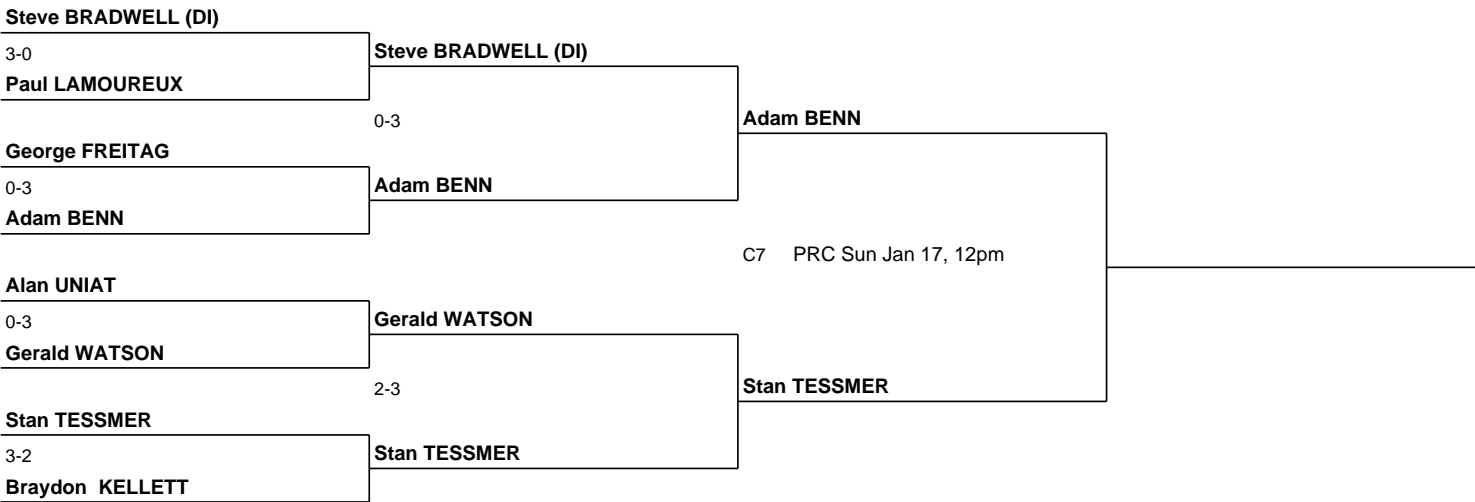 Steve BRADWELL (DI)
3-0
Paul LAMOUREUX
Steve BRADWELL (DI)
0-3
Adam BENN
George FREITAG
0-3
Adam BENN
Adam BENN
C7 PRC Sun Jan 17, 12pm
Alan UNIAT
0-3
Gerald WATSON
Gerald WATSON
2-3
Stan TESSMER
Stan TESSMER
3-2
Braydon KELLETT
Stan TESSMER